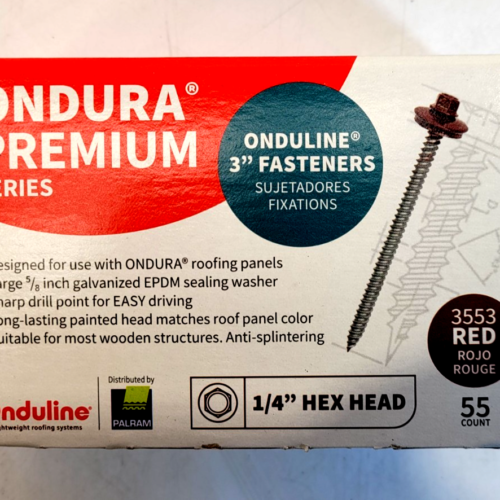 ONDURA®
PREMIUM
ERIES
ONDULINE®
3" FASTENERS
SUJETADORES
FIXATIONS
esigned for use with ONDURA® roofing panels
arge 5/8 inch galvanized EPDM sealing washer
harp drill point for EASY driving
ong-lasting painted head matches roof panel color
uitable for most wooden structures. Anti-splintering
3553
RED
ROJO
ROUGE
55
COUNT
nduline®
ghtweight roofing systems
Distributed by
PALRAM
1/4" HEX HEAD